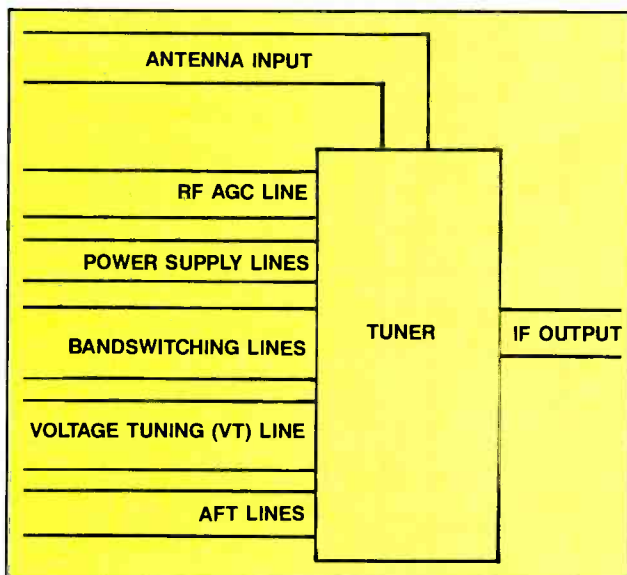 ANTENNA INPUT
RF AGC LINE
POWER SUPPLY LINES
BANDSWITCHING LINES
TUNER
IF OUTPUT
VOLTAGE TUNING (VT) LINE
AFT LINES